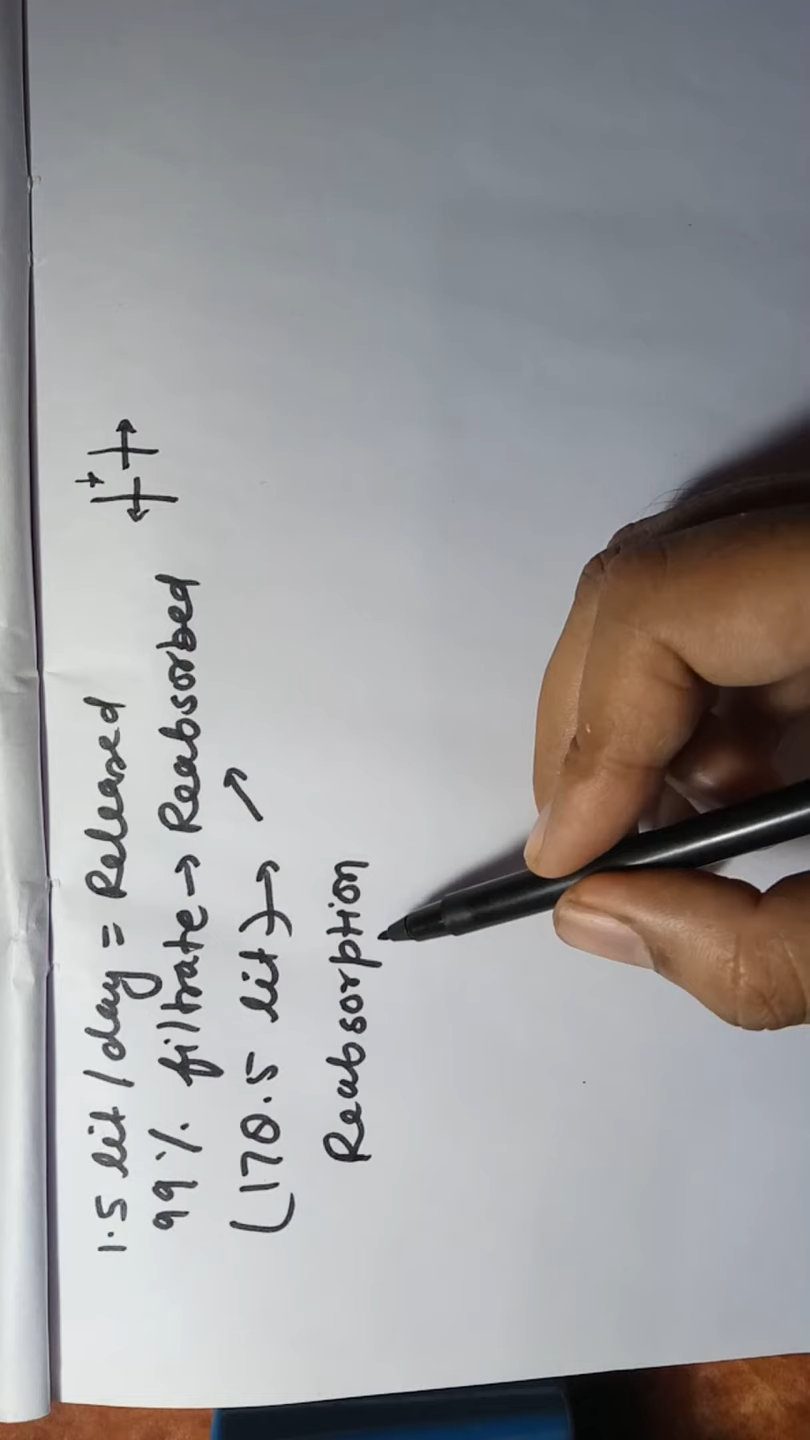 1.5 lit/day = Released
99% filtrate → Reabsorbed
(170.5 lit) → ↗
Reabsorption